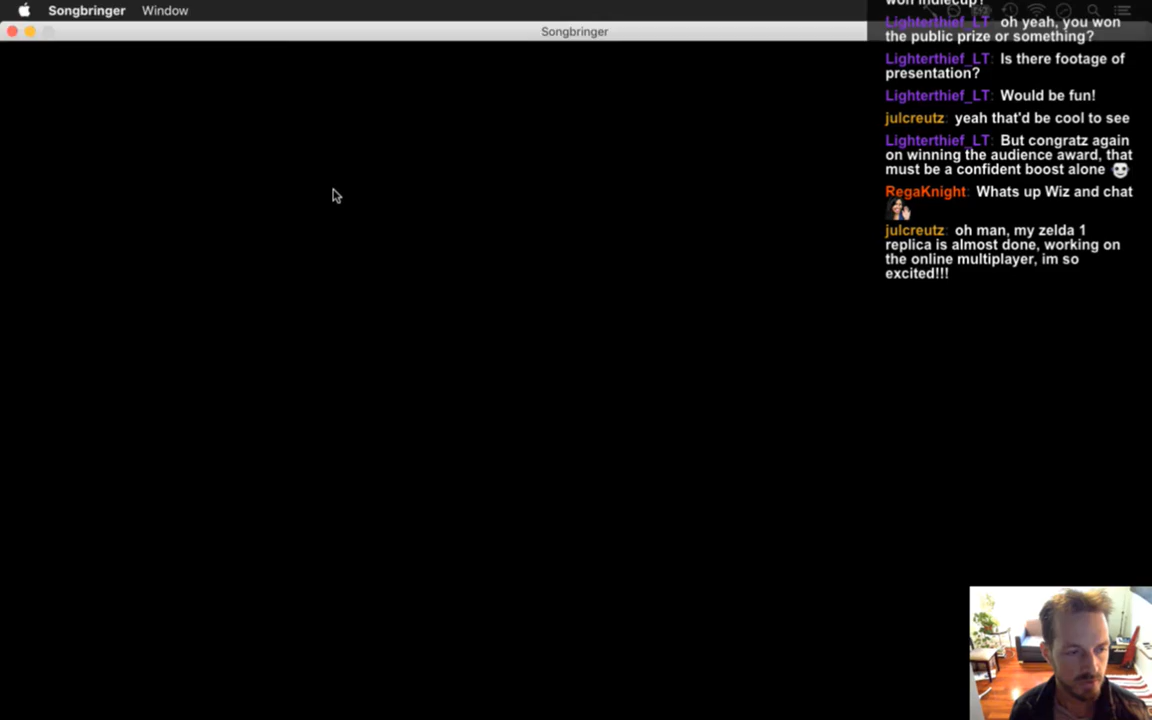 Songbringer Window
Songbringer
won indiecup?
Lighterthief_LT: oh yeah, you won
the public prize or something?
Lighterthief_LT: Is there footage of
presentation?
Lighterthief_LT: Would be fun!
julcreutz: yeah that'd be cool to see
Lighterthief_LT: But congratz again
on winning the audience award, that
must be a confident boost alone
RegaKnight: Whats up Wiz and chat
julcreutz: oh man, my zelda 1
replica is almost done, working on
the online multiplayer, im so
excited!!!